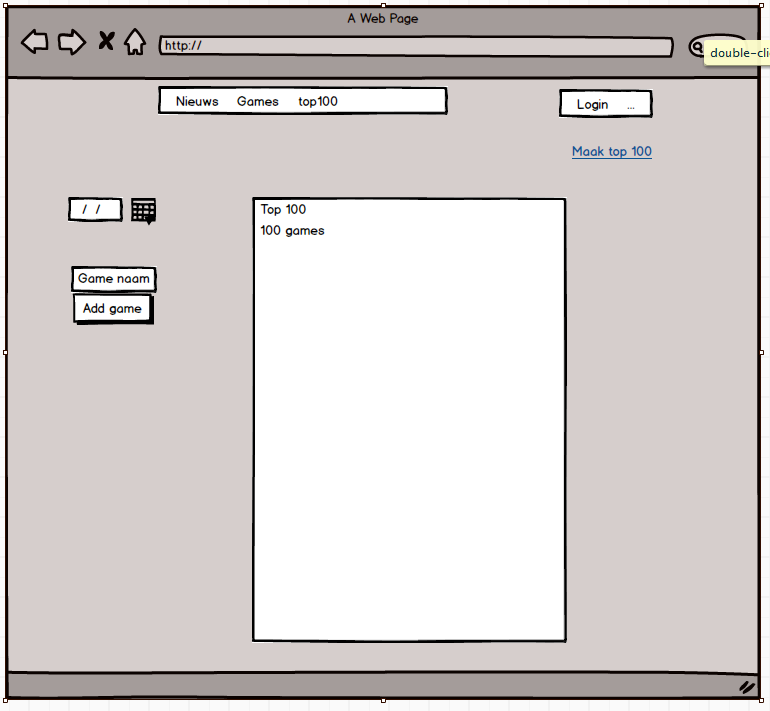 A Web Page
http://
double-cli
Nieuws Games top100
Login ...
Maak top 100
/ /
Top 100
100 games
Game naam
Add game